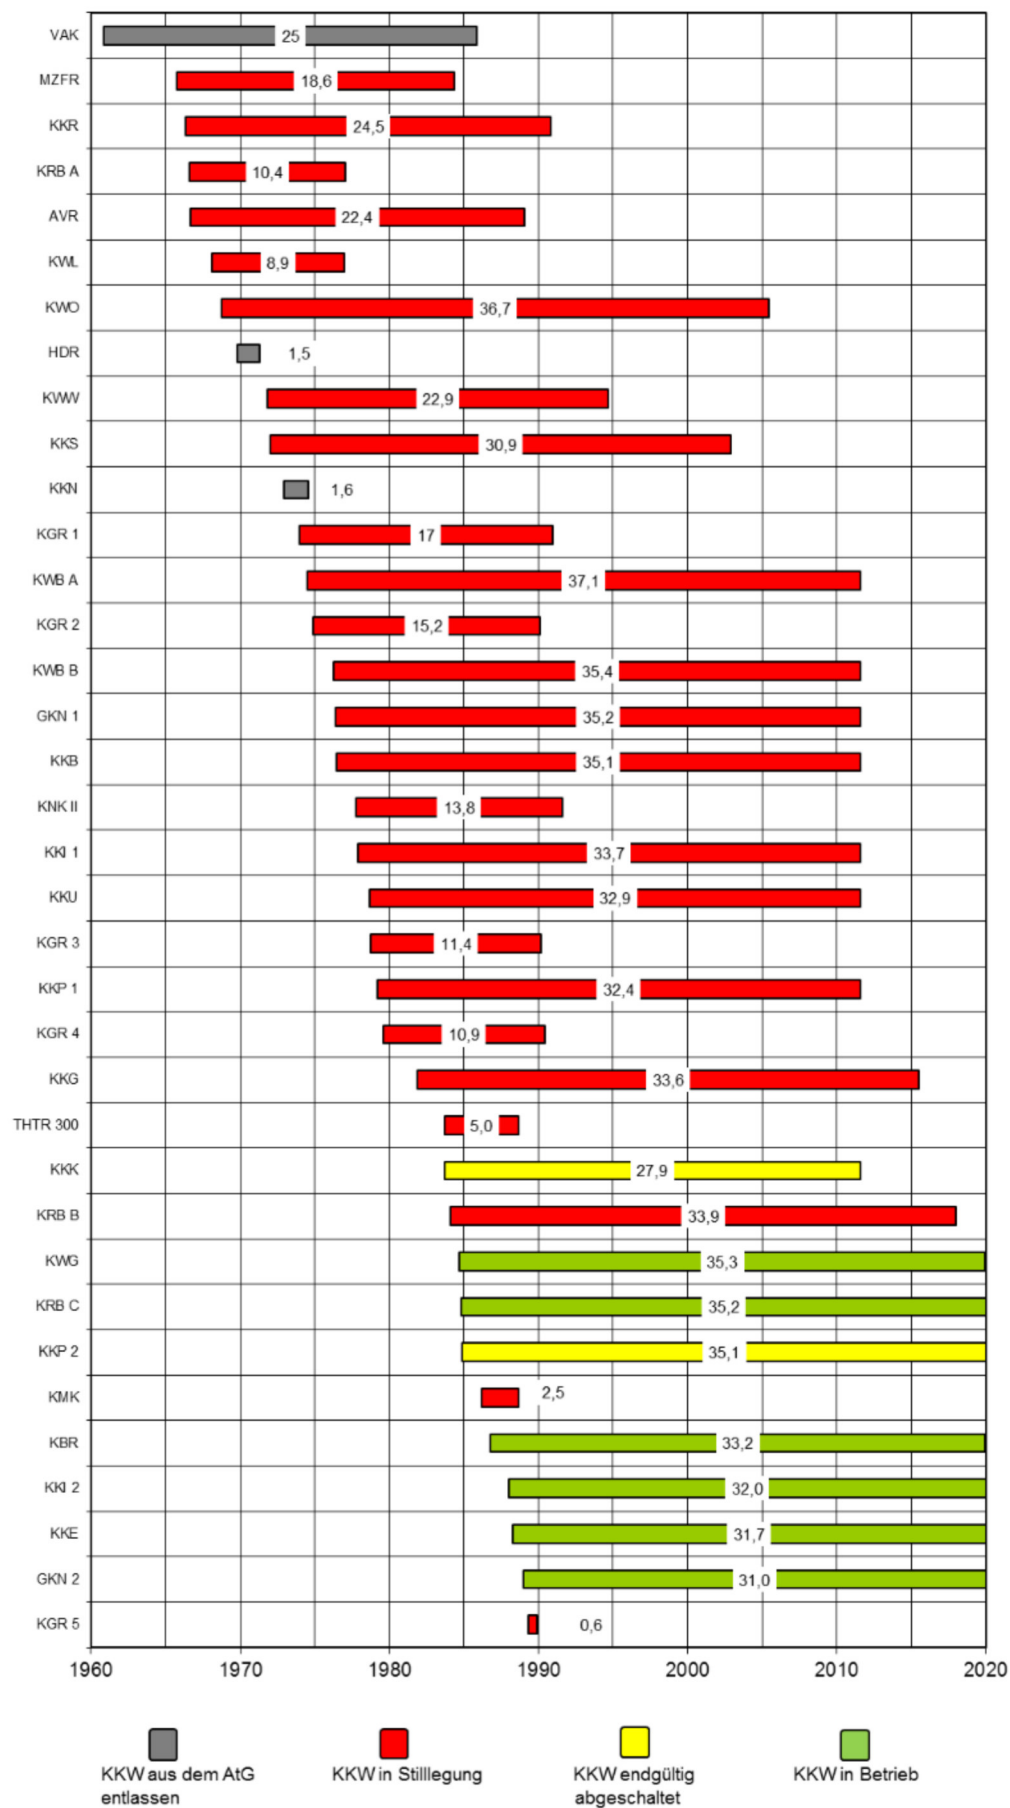 VAK 25
MZFR 18,6
KKR 24,5
KRB A 10,4
AVR 22,4
KWL 8,9
KWO 36,7
HDR 1,5
KWW 22,9
KKS 30,9
KKN 1,6
KGR 1 17
KWB A 37,1
KGR 2 15,2
KWB B 35,4
GKN 1 35,2
KKB 35,1
KNK II 13,8
KKI 1 33,7
KKU 32,9
KGR 3 11,4
KKP 1 32,4
KGR 4 10,9
KKG 33,6
THTR 300 5,0
KKK 27,9
KRB B 33,9
KWG 35,3
KRB C 35,2
KKP 2 35,1
KMK 2,5
KBR 33,2
KKI 2 32,0
KKE 31,7
GKN 2 31,0
KGR 5 0,6
1960 1970 1980 1990 2000 2010 2020
KKW aus dem AtG
entlassen
KKW in Stilllegung
KKW endgültig
abgeschaltet
KKW in Betrieb